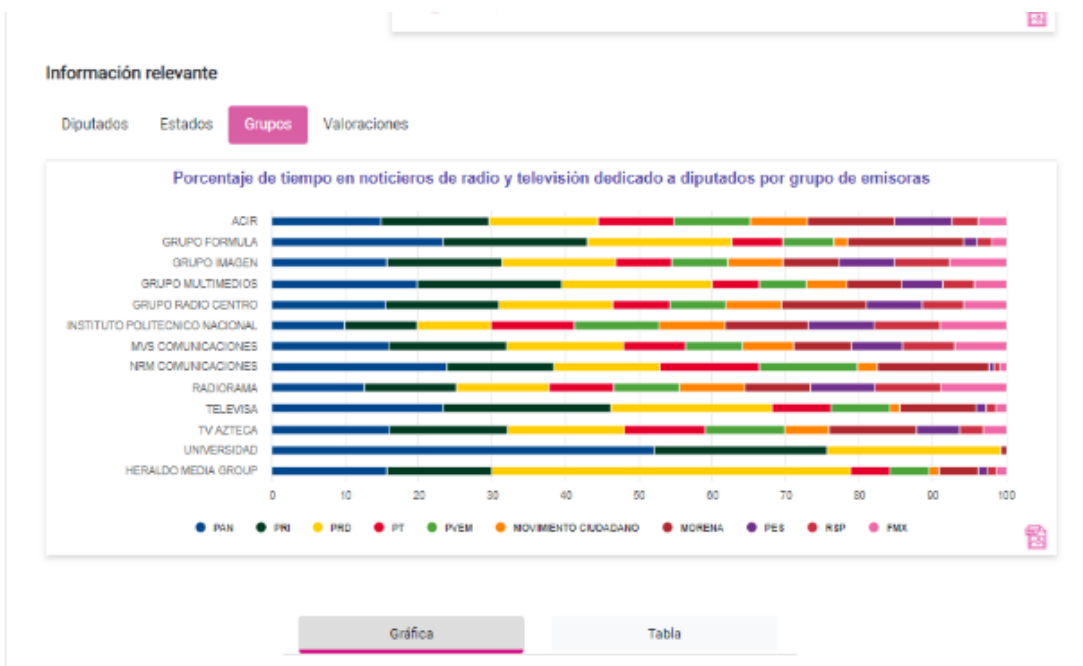 Información relevante
Diputados Estados Grupos Valoraciones
Porcentaje de tiempo en noticieros de radio y televisión dedicado a diputados por grupo de emisoras
ACIR
GRUPO FORMULA
GRUPO IMAGEN
GRUPO MULTIMEDIOS
GRUPO RADIO CENTRO
INSTITUTO POLITECNICO NACIONAL
MVS COMUNICACIONES
NRM COMUNICACIONES
RADIORAMA
TELEVISA
TV AZTECA
UNIVERSIDAD
HERALDO MEDIA GROUP
0 10 20 30 40 50 60 70 80 90 100
PAN PRI PRD PT PVEM MOVIMIENTO CIUDADANO MORENA PES RSP FMX
Gráfica Tabla